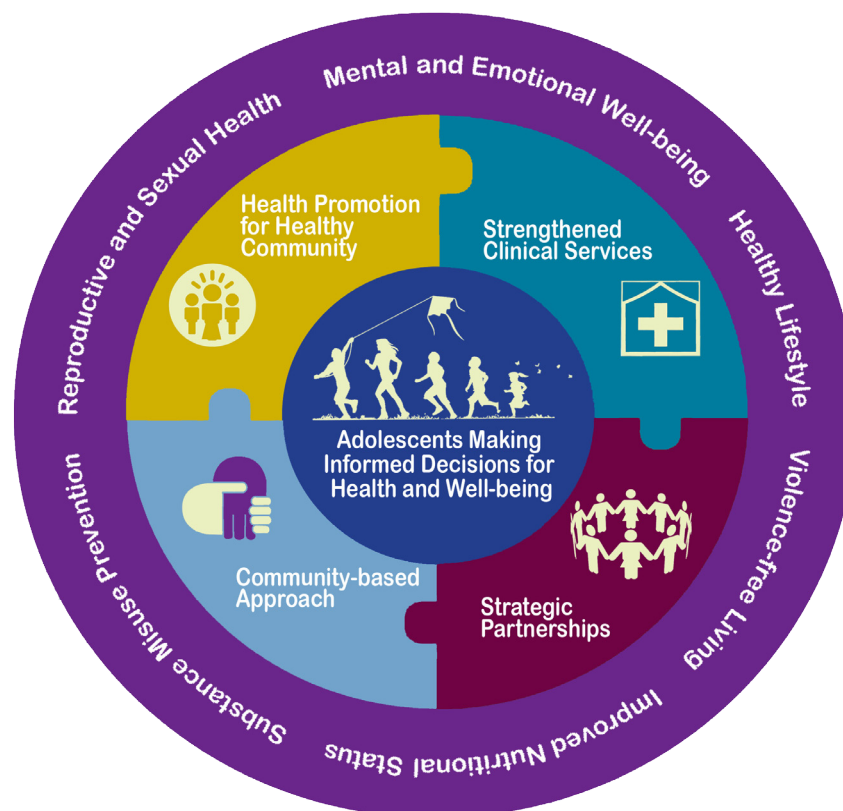 Mental and Emotional Well-being
Healthy Lifestyle
Violence-free Living
Improved Nutritional Status
Substance Misuse Prevention
Reproductive and Sexual Health
Health Promotion
for Healthy
Community
Strengthened
Clinical Services
Adolescents Making
Informed Decisions for
Health and Well-being
Community-based
Approach
Strategic
Partnerships